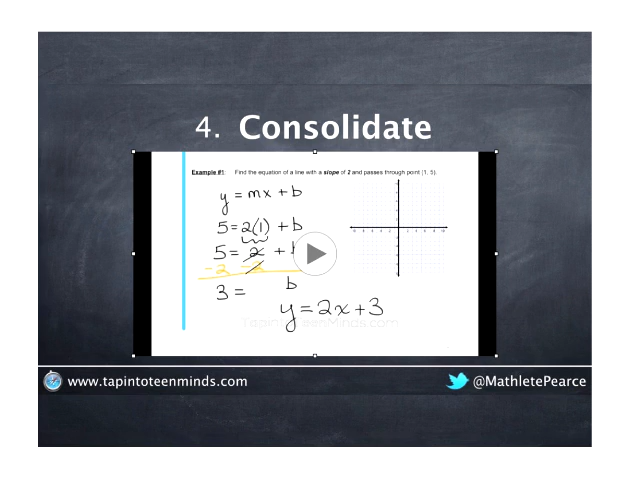 4. Consolidate
Example #1: Find the equation of a line with a slope of 2 and passes through point (1, 5).
y = mx + b
5 = 2(1) + b
5 = 2 + b
-2 -2
3 = b
y = 2x + 3
TapIntoTeenMinds.com
www.tapintoteenminds.com
@MathletePearce